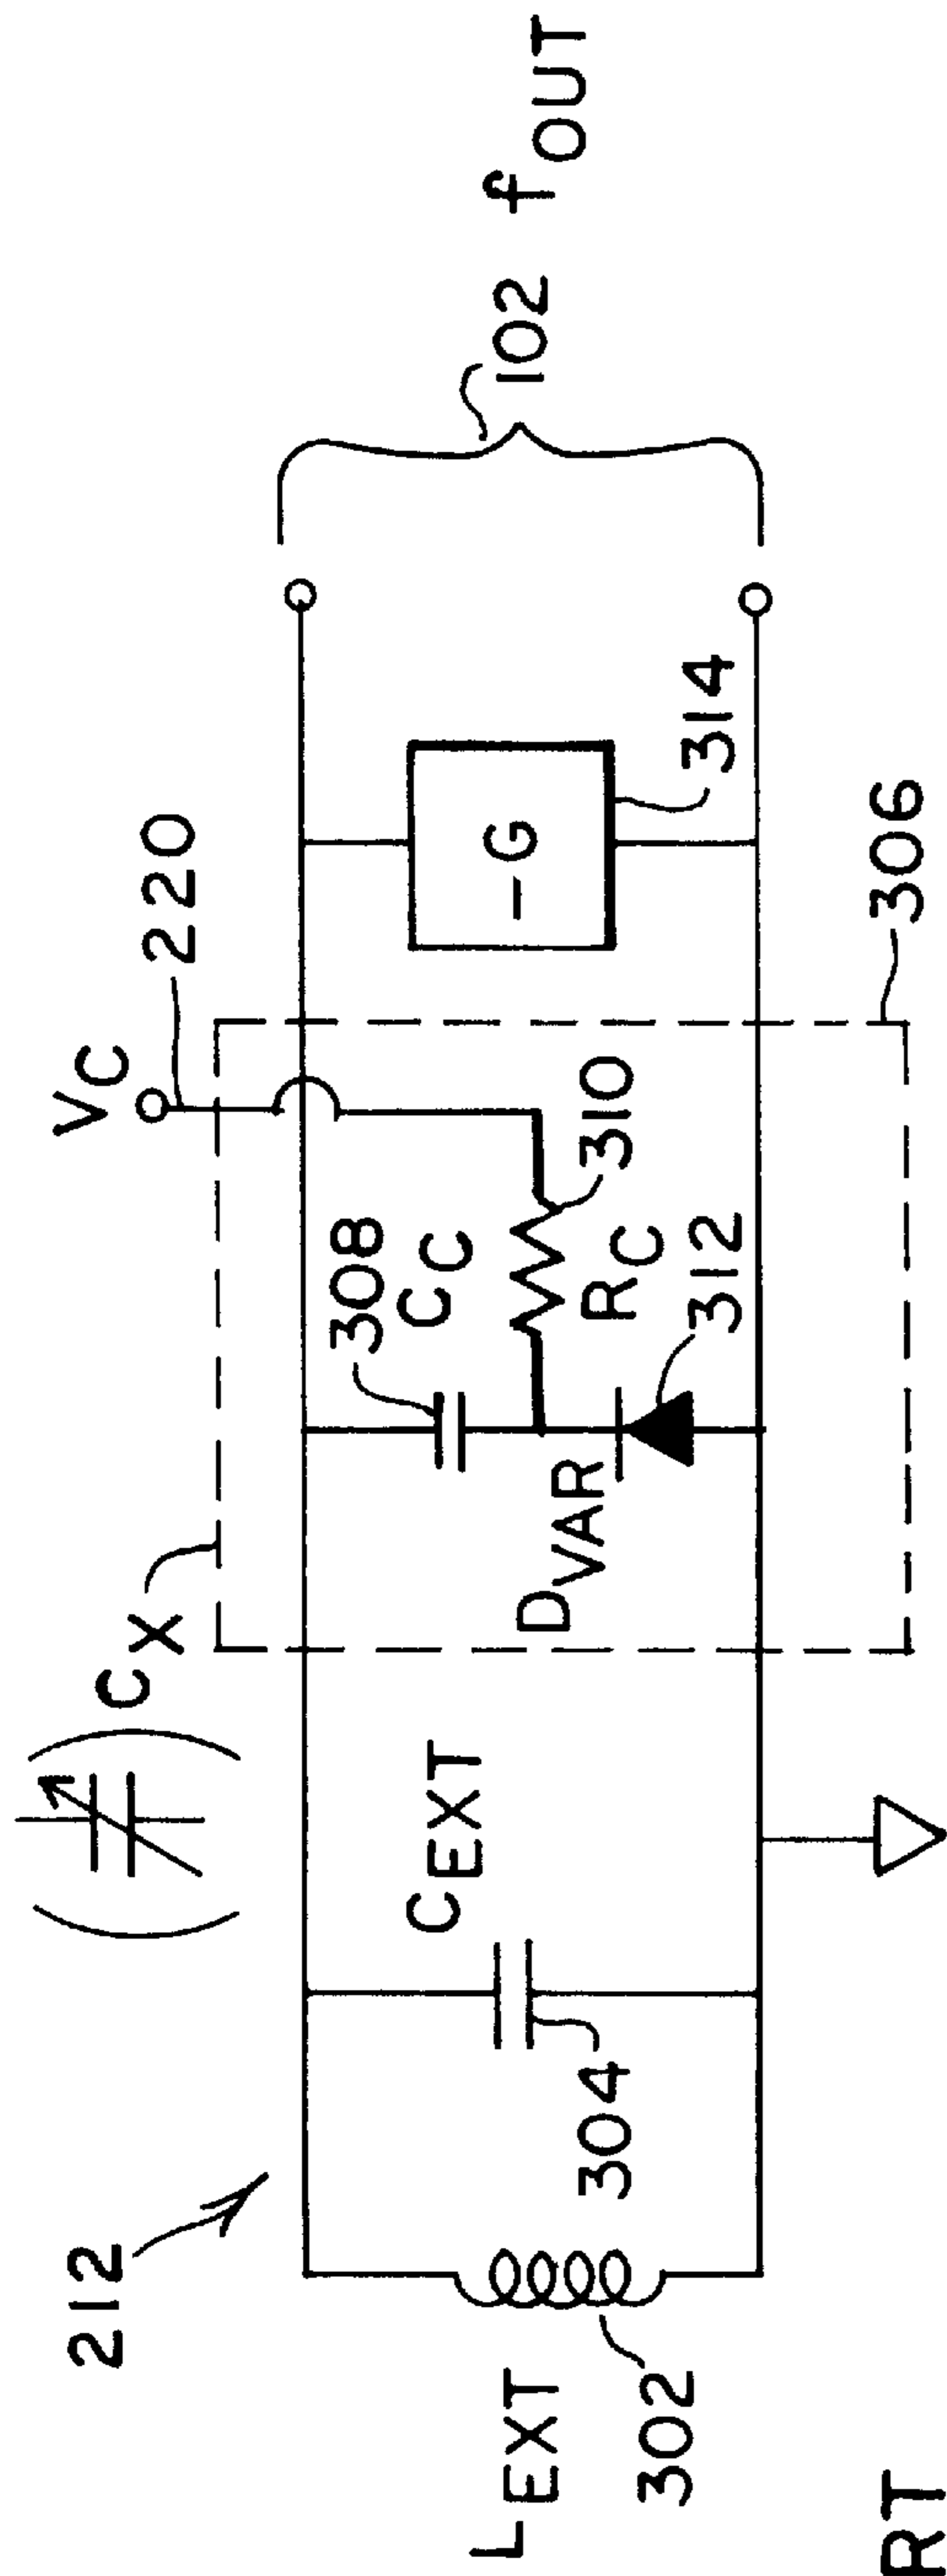 212
( ) C_X
V_C
220
L_EXT
302
C_EXT
304
308
C_C
D_VAR
R_C
310
312
-G
314
306
102 f_OUT
RT